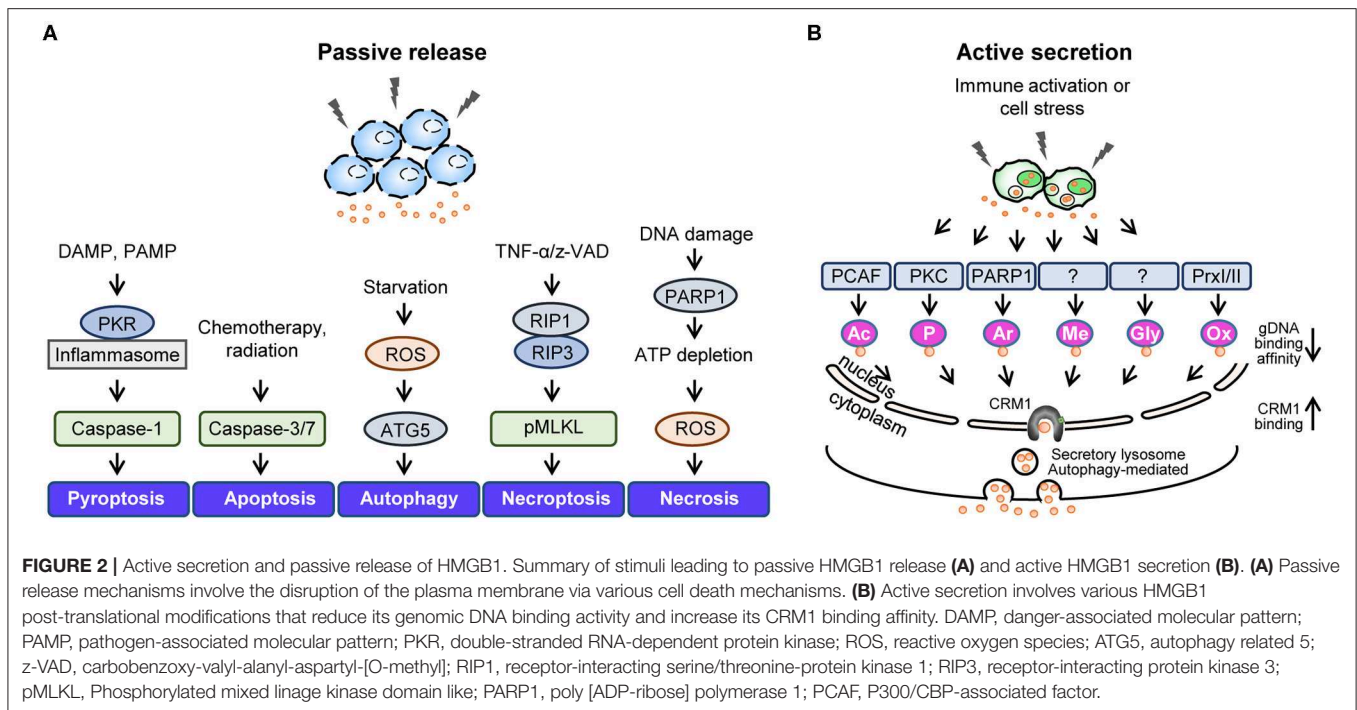 A
Passive
release
DAMP, PAMP
PKR
Inflammasome
Caspase-1
Pyroptosis
Chemotherapy,
radiation
Caspase-3/7
Apoptosis
Starvation
ROS
ATG5
Autophagy
TNF-α/z-VAD
RIP1
RIP3
pMLKL
Necroptosis
DNA damage
PARP1
ATP depletion
ROS
Necrosis
B
Active secretion
Immune activation or
cell stress
PCAF PKC PARP1 ? ? PrxI/II
Ac P Ar Me Gly Ox
gDNA
binding
affinity
nucleus
cytoplasm
CRM1
CRM1
binding
Secretory lysosome
Autophagy-mediated
FIGURE 2 | Active secretion and passive release of HMGB1. Summary of stimuli leading to passive HMGB1 release (A) and active HMGB1 secretion (B). (A) Passive
release mechanisms involve the disruption of the plasma membrane via various cell death mechanisms. (B) Active secretion involves various HMGB1
post-translational modifications that reduce its genomic DNA binding activity and increase its CRM1 binding affinity. DAMP, danger-associated molecular pattern;
PAMP, pathogen-associated molecular pattern; PKR, double-stranded RNA-dependent protein kinase; ROS, reactive oxygen species; ATG5, autophagy related 5;
z-VAD, carbobenzoxy-valyl-alanyl-aspartyl-[O-methyl]; RIP1, receptor-interacting serine/threonine-protein kinase 1; RIP3, receptor-interacting protein kinase 3;
pMLKL, Phosphorylated mixed linage kinase domain like; PARP1, poly [ADP-ribose] polymerase 1; PCAF, P300/CBP-associated factor.